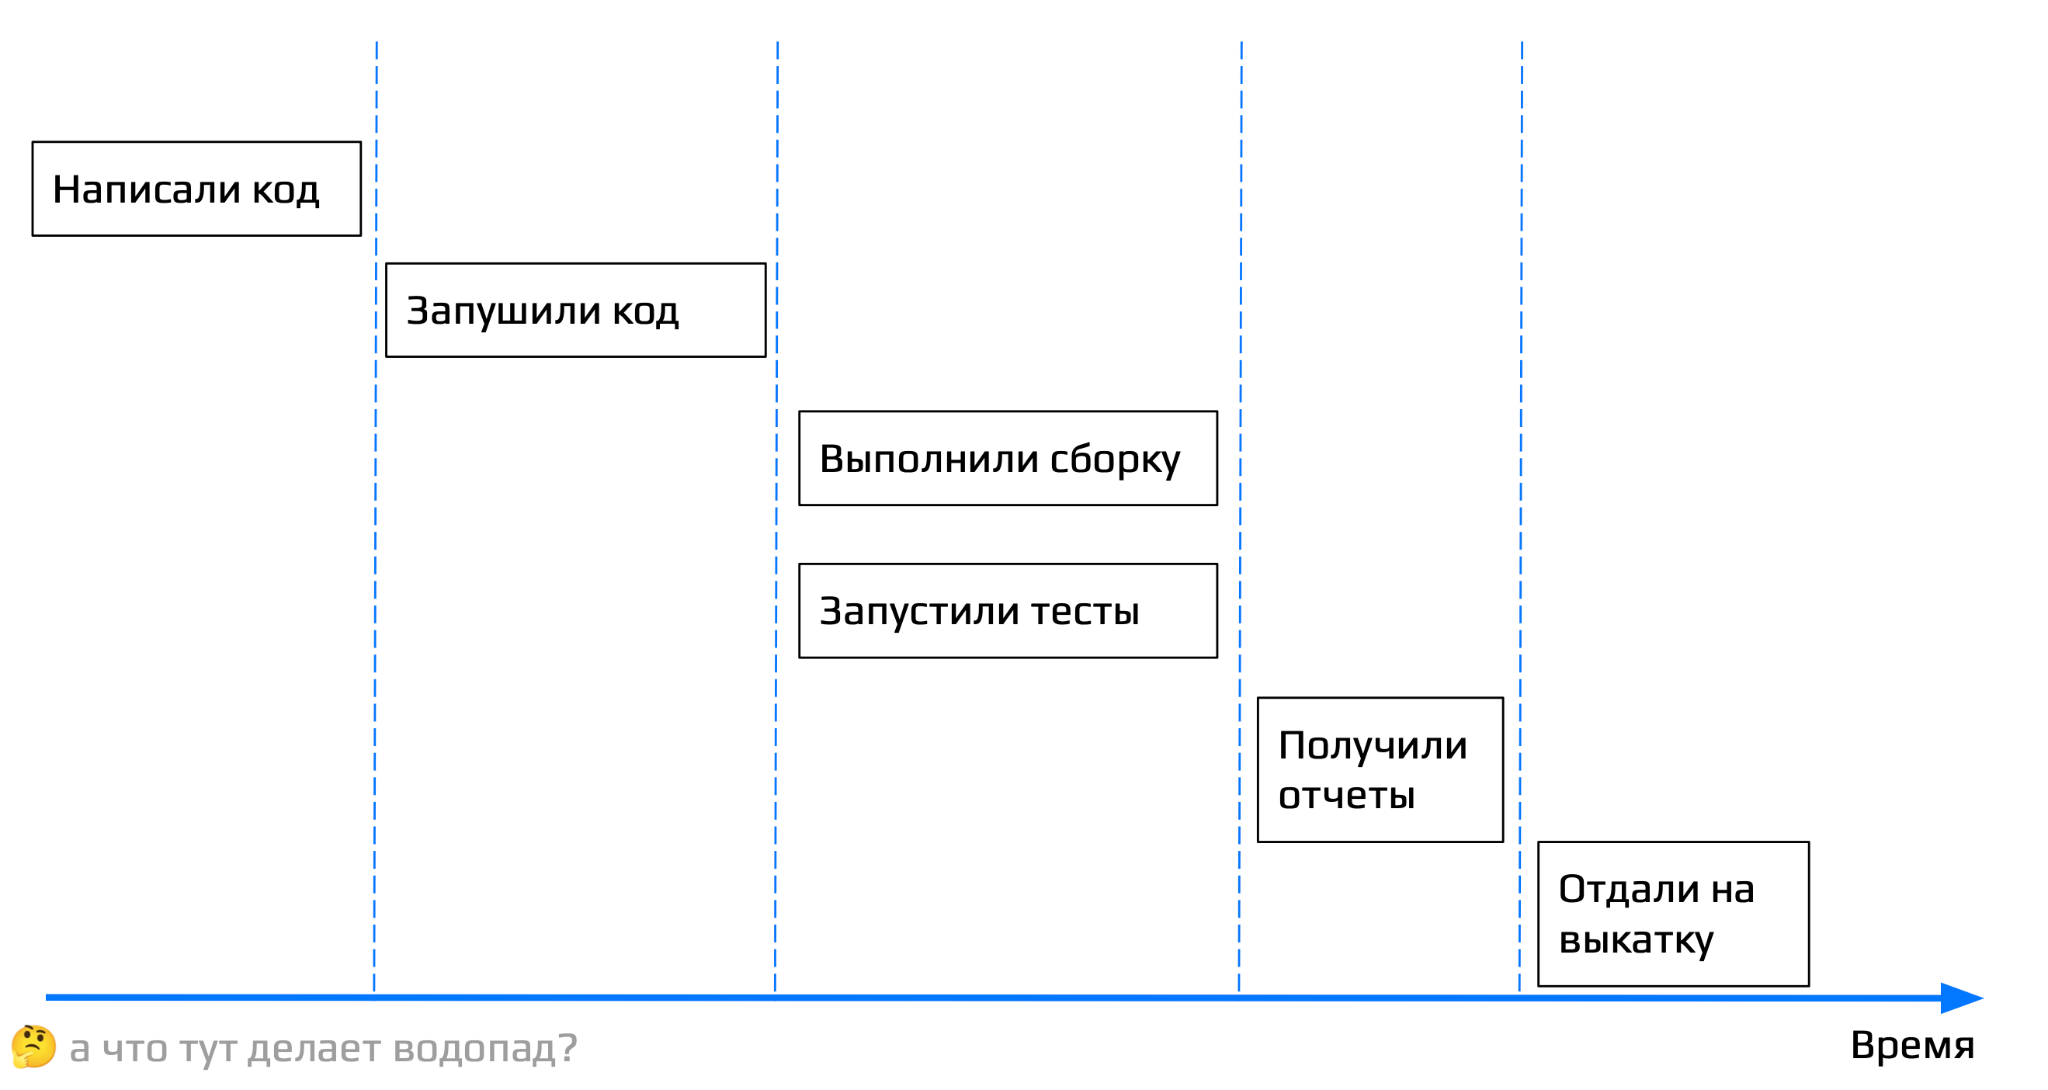 Написали код
Запушили код
Выполнили сборку
Запустили тесты
Получили
отчеты
Отдали на
выкатку
Время
🤔 а что тут делает водопад?